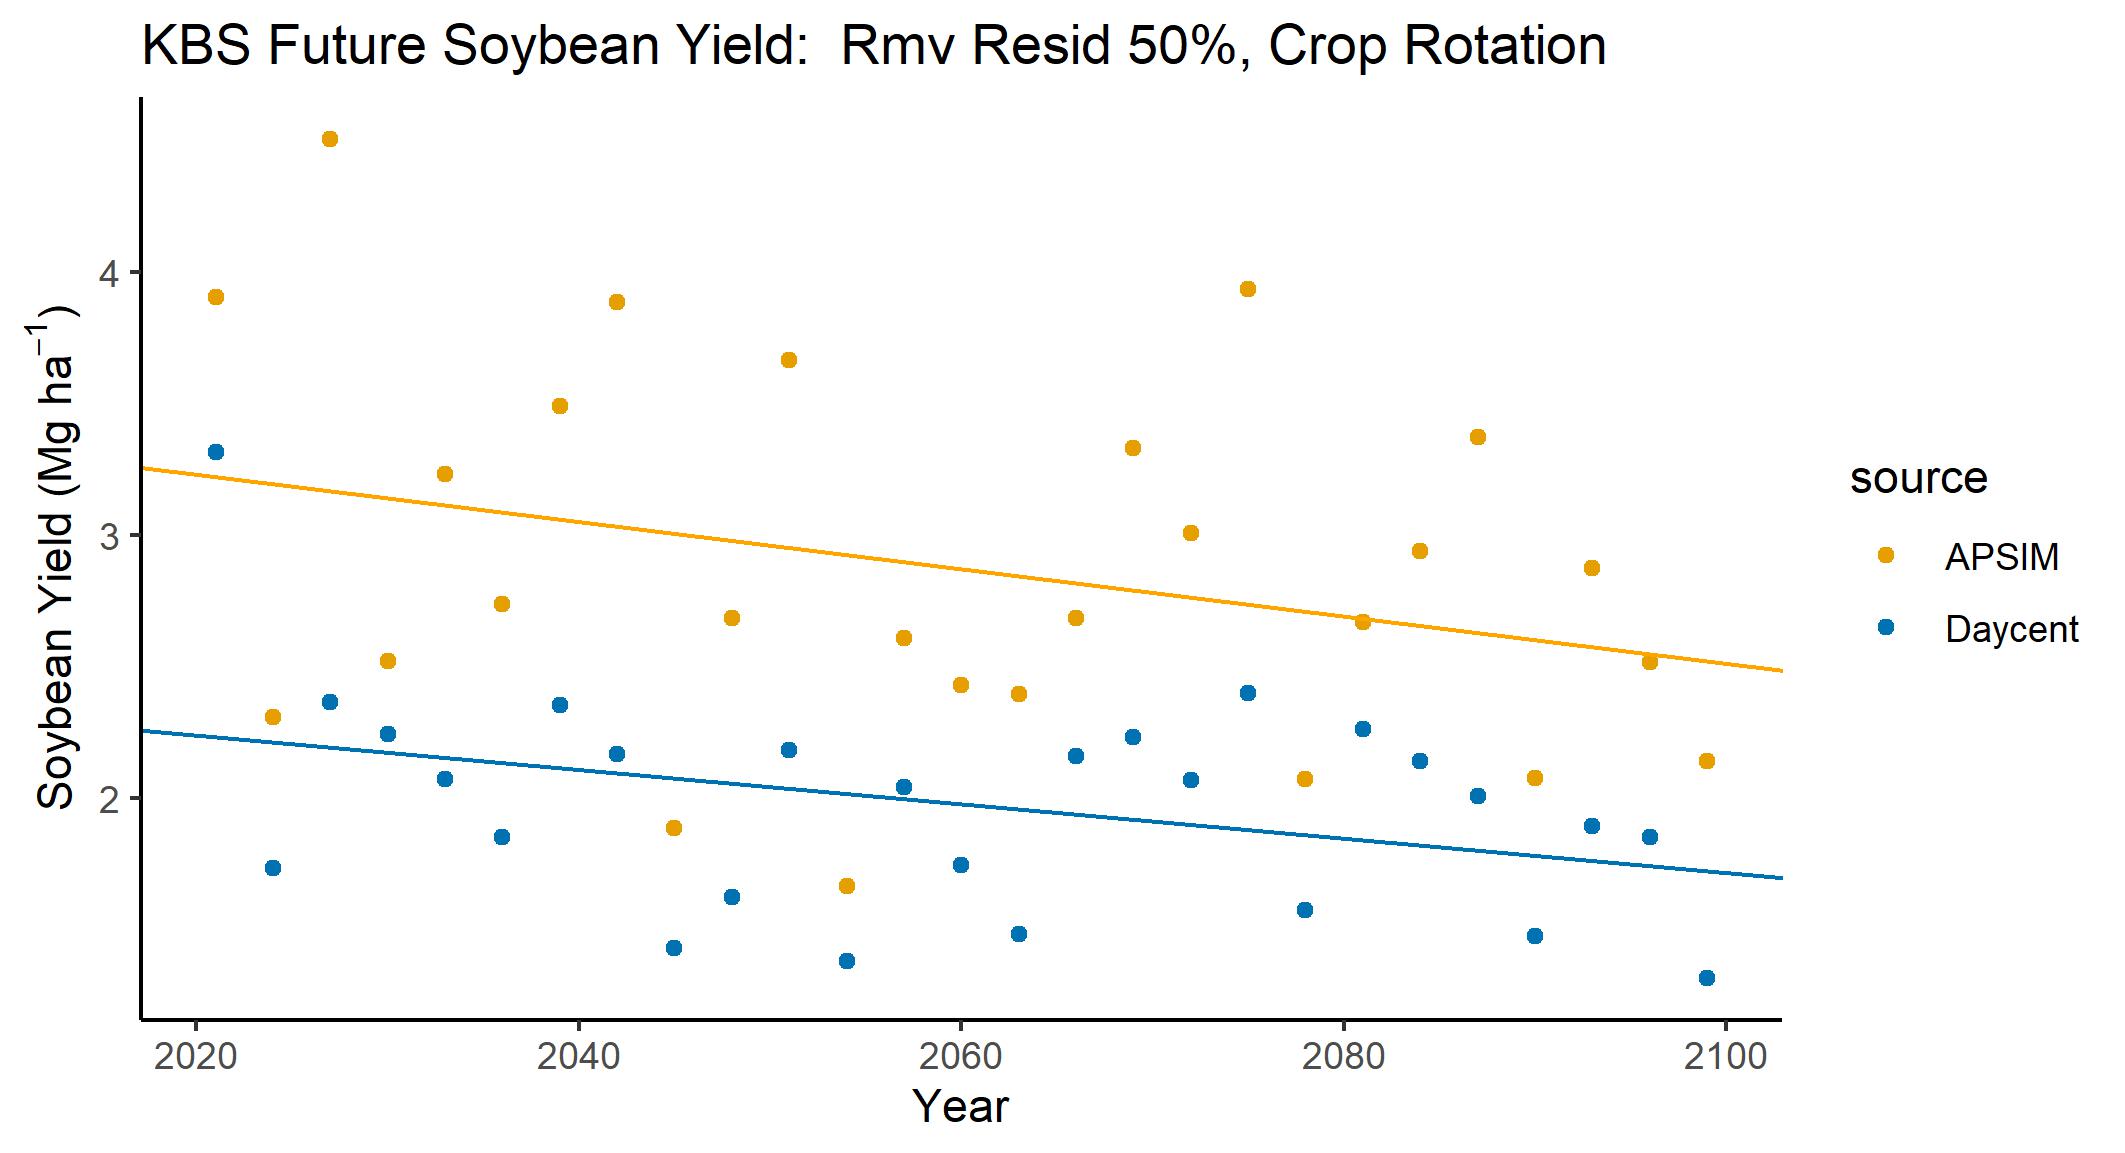 KBS Future Soybean Yield:  Rmv Resid 50%, Crop Rotation
Soybean Yield (Mg ha⁻¹)
4
3
2
2020 2040 2060 2080 2100
Year
source
APSIM
Daycent